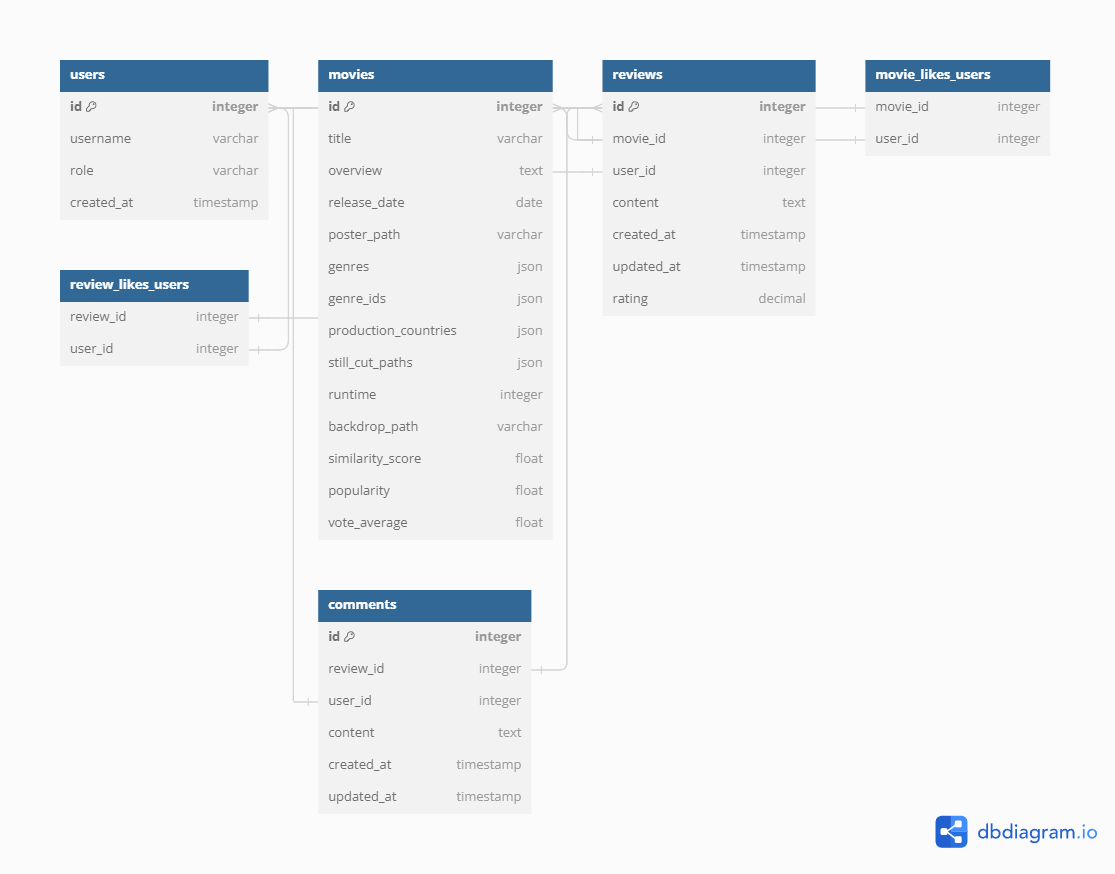 users
id integer
username varchar
role varchar
created_at timestamp
review_likes_users
review_id integer
user_id integer
movies
id integer
title varchar
overview text
release_date date
poster_path varchar
genres json
genre_ids json
production_countries json
still_cut_paths json
runtime integer
backdrop_path varchar
similarity_score float
popularity float
vote_average float
comments
id integer
review_id integer
user_id integer
content text
created_at timestamp
updated_at timestamp
reviews
id integer
movie_id integer
user_id integer
content text
created_at timestamp
updated_at timestamp
rating decimal
movie_likes_users
movie_id integer
user_id integer
dbdiagram.io